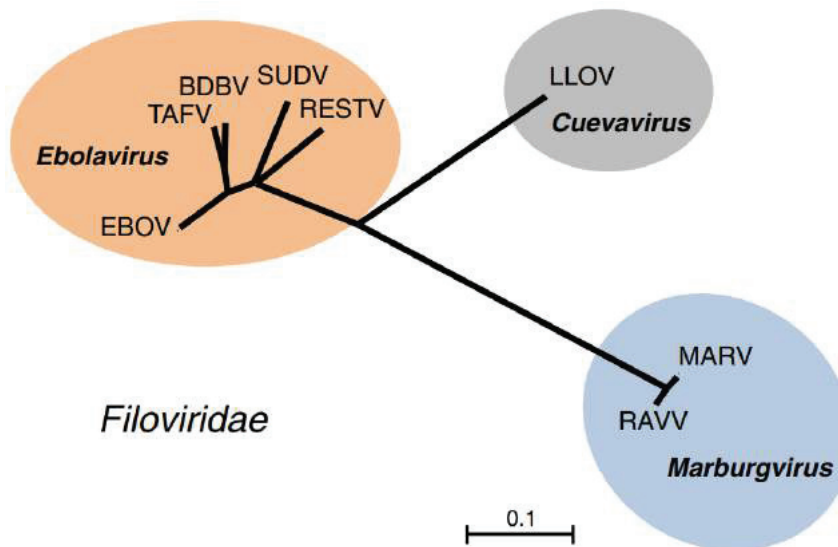 SUDV
BDBV
TAFV
RESTV
Ebolavirus
EBOV
LLOV
Cuevavirus
MARV
RAVV
Marburgvirus
Filoviridae
0.1